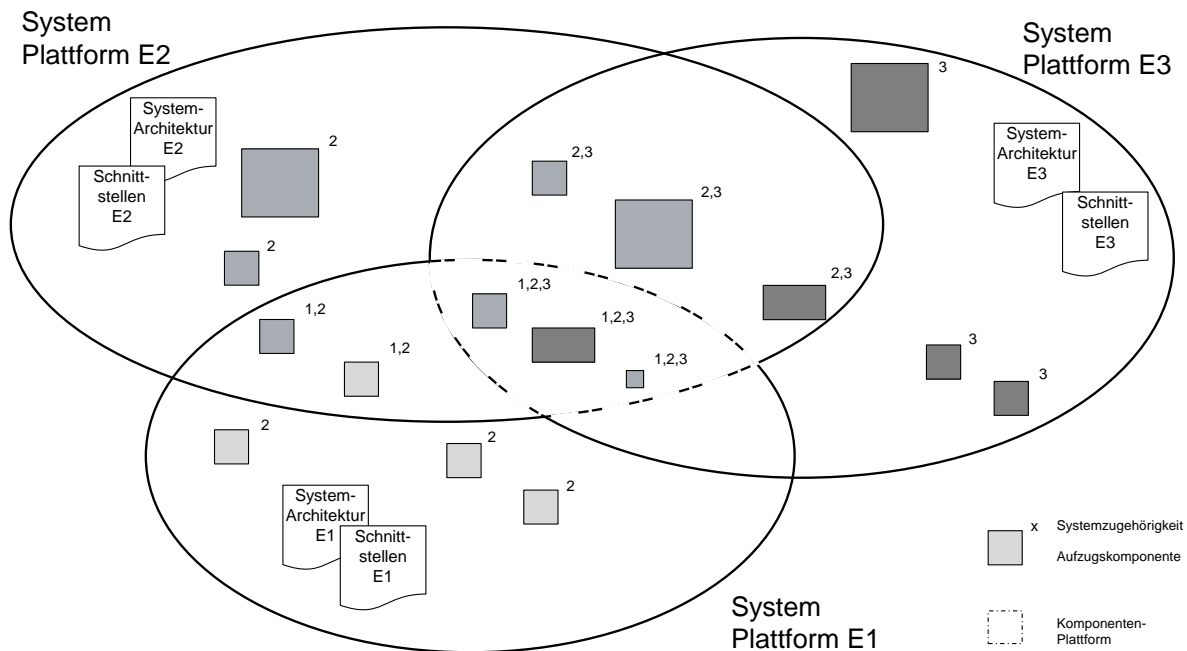 System
Plattform E2
System
Plattform E3
System-
Architektur
E2
Schnitt-
stellen
E2
2
2
2,3
2,3
2,3
3
System-
Architektur
E3
Schnitt-
stellen
E3
1,2
1,2
1,2,3
1,2,3
1,2,3
3
3
2
2
2
System-
Architektur
E1
Schnitt-
stellen
E1
System
Plattform E1
x Systemzugehörigkeit
Aufzugskomponente
Komponenten-
Plattform